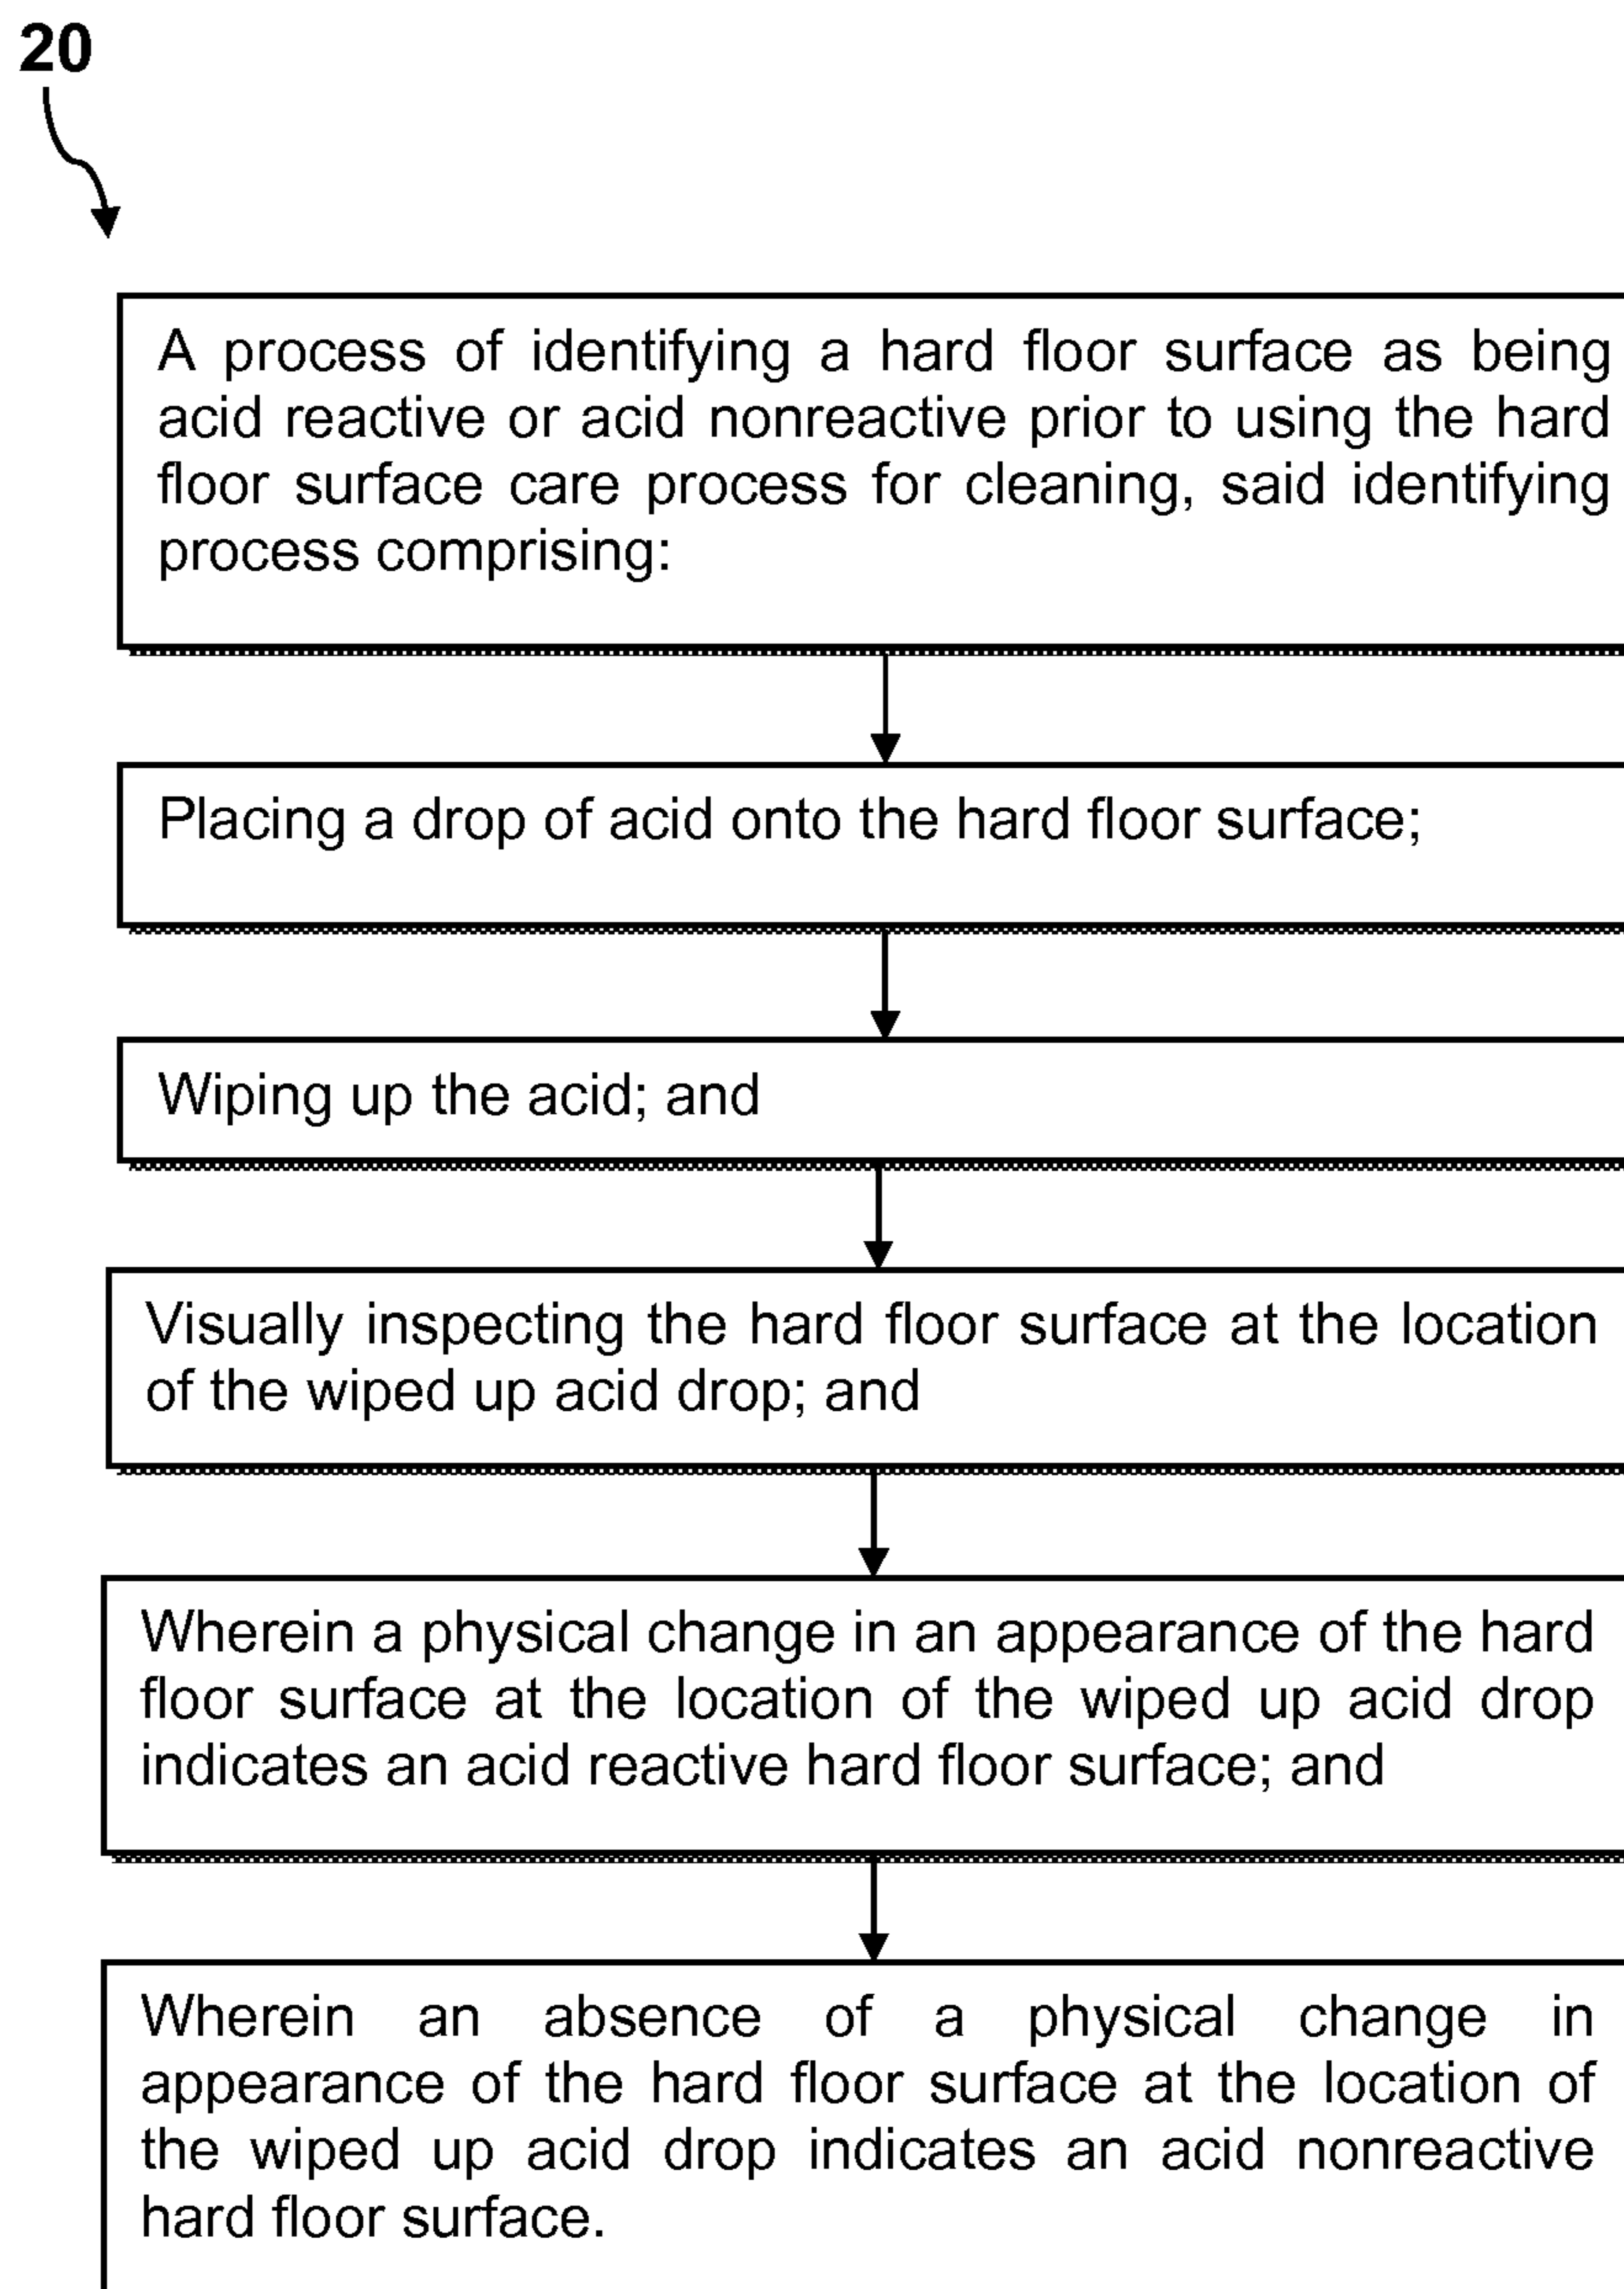 20
A process of identifying a hard floor surface as being
acid reactive or acid nonreactive prior to using the hard
floor surface care process for cleaning, said identifying
process comprising:
Placing a drop of acid onto the hard floor surface;
Wiping up the acid; and
Visually inspecting the hard floor surface at the location
of the wiped up acid drop; and
Wherein a physical change in an appearance of the hard
floor surface at the location of the wiped up acid drop
indicates an acid reactive hard floor surface; and
Wherein an absence of a physical change in
appearance of the hard floor surface at the location of
the wiped up acid drop indicates an acid nonreactive
hard floor surface.